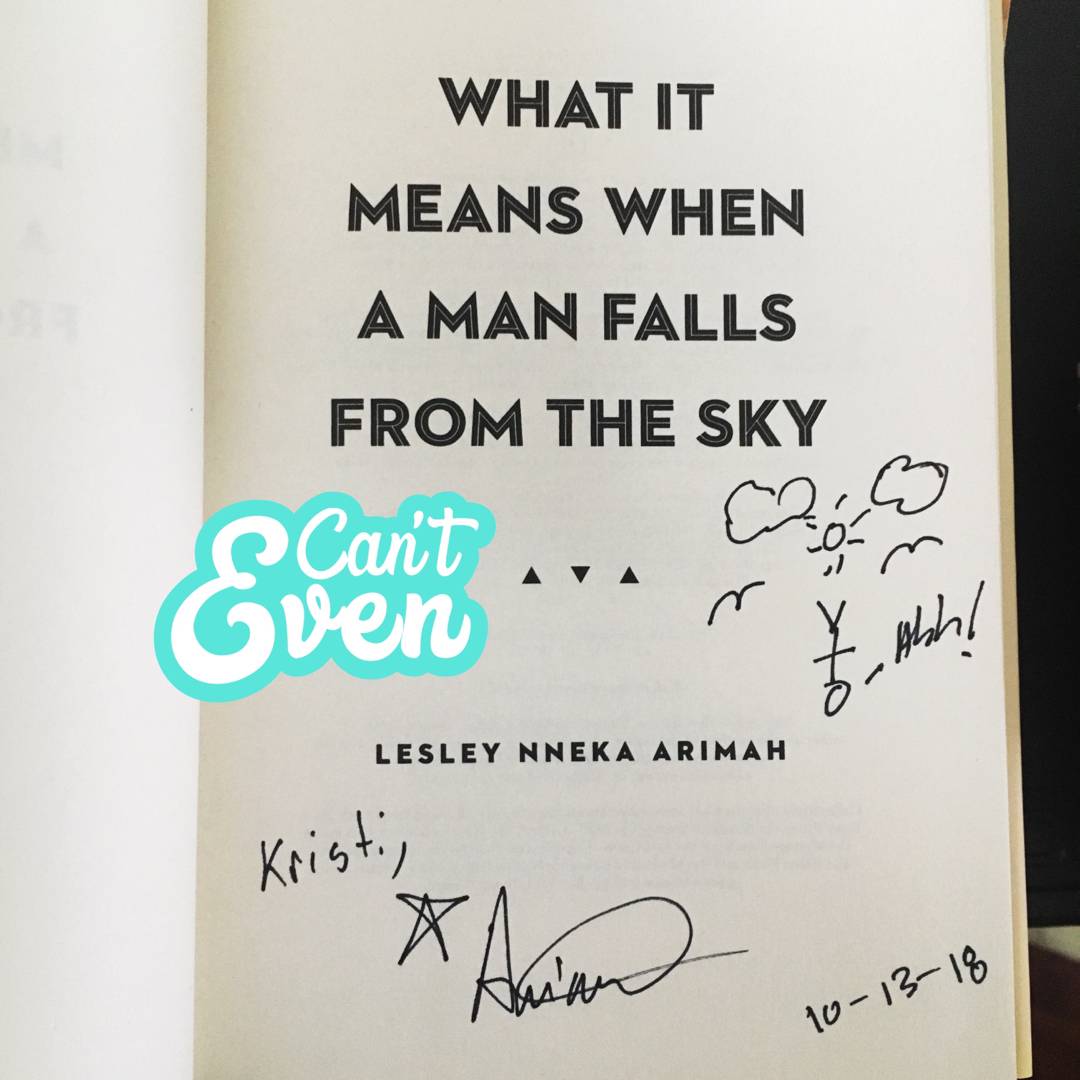 WHAT IT
MEANS WHEN
A MAN FALLS
FROM THE SKY
Can't
Even
Ahh!
LESLEY NNEKA ARIMAH
Kristi,
Arimah
10-13-18